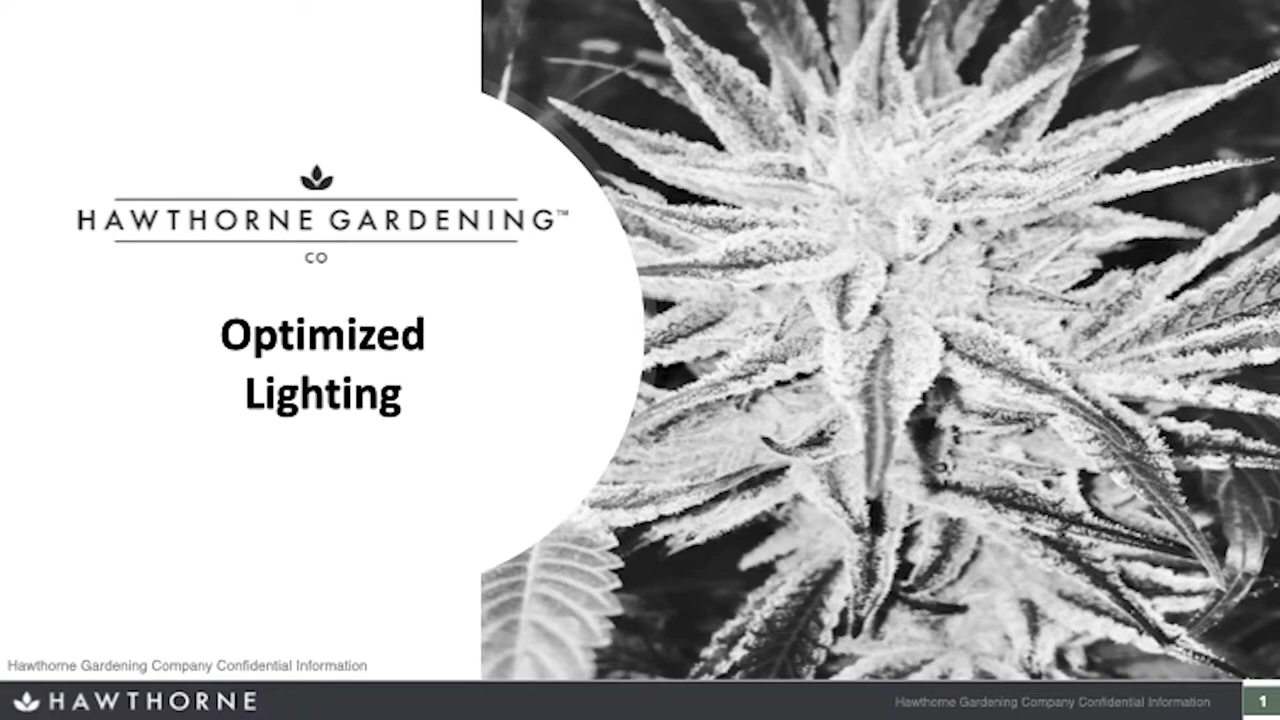 HAWTHORNE GARDENING™
CO
Optimized
Lighting
Hawthorne Gardening Company Confidential Information
HAWTHORNE
Hawthorne Gardening Company Confidential Information
1